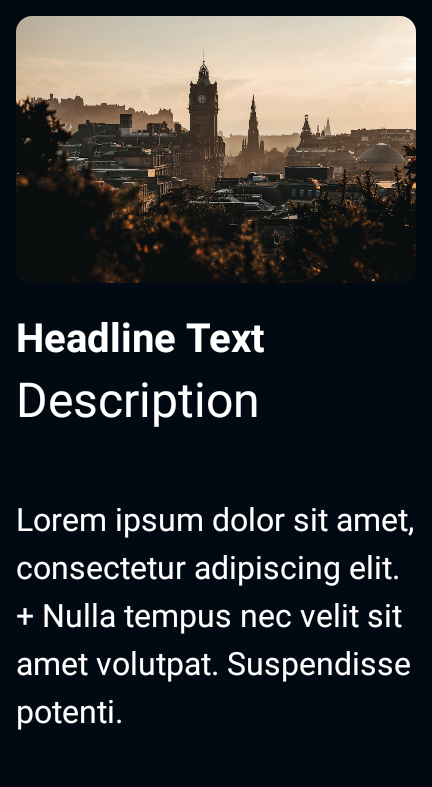 Headline Text
Description
Lorem ipsum dolor sit amet,
consectetur adipiscing elit.
+ Nulla tempus nec velit sit
amet volutpat. Suspendisse
potenti.